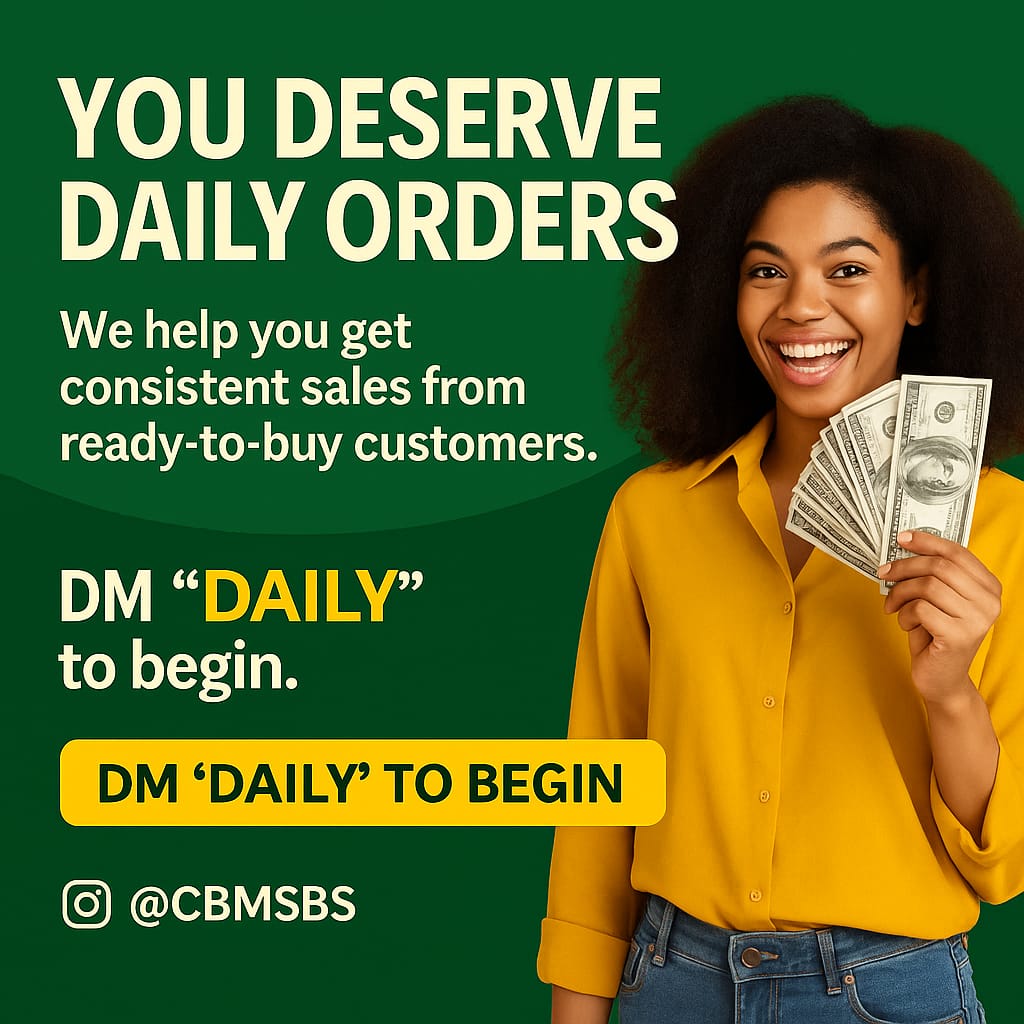 YOU DESERVE
DAILY ORDERS
We help you get
consistent sales from
ready-to-buy customers.
DM “DAILY”
to begin.
DM ‘DAILY’ TO BEGIN
@CBMSBS